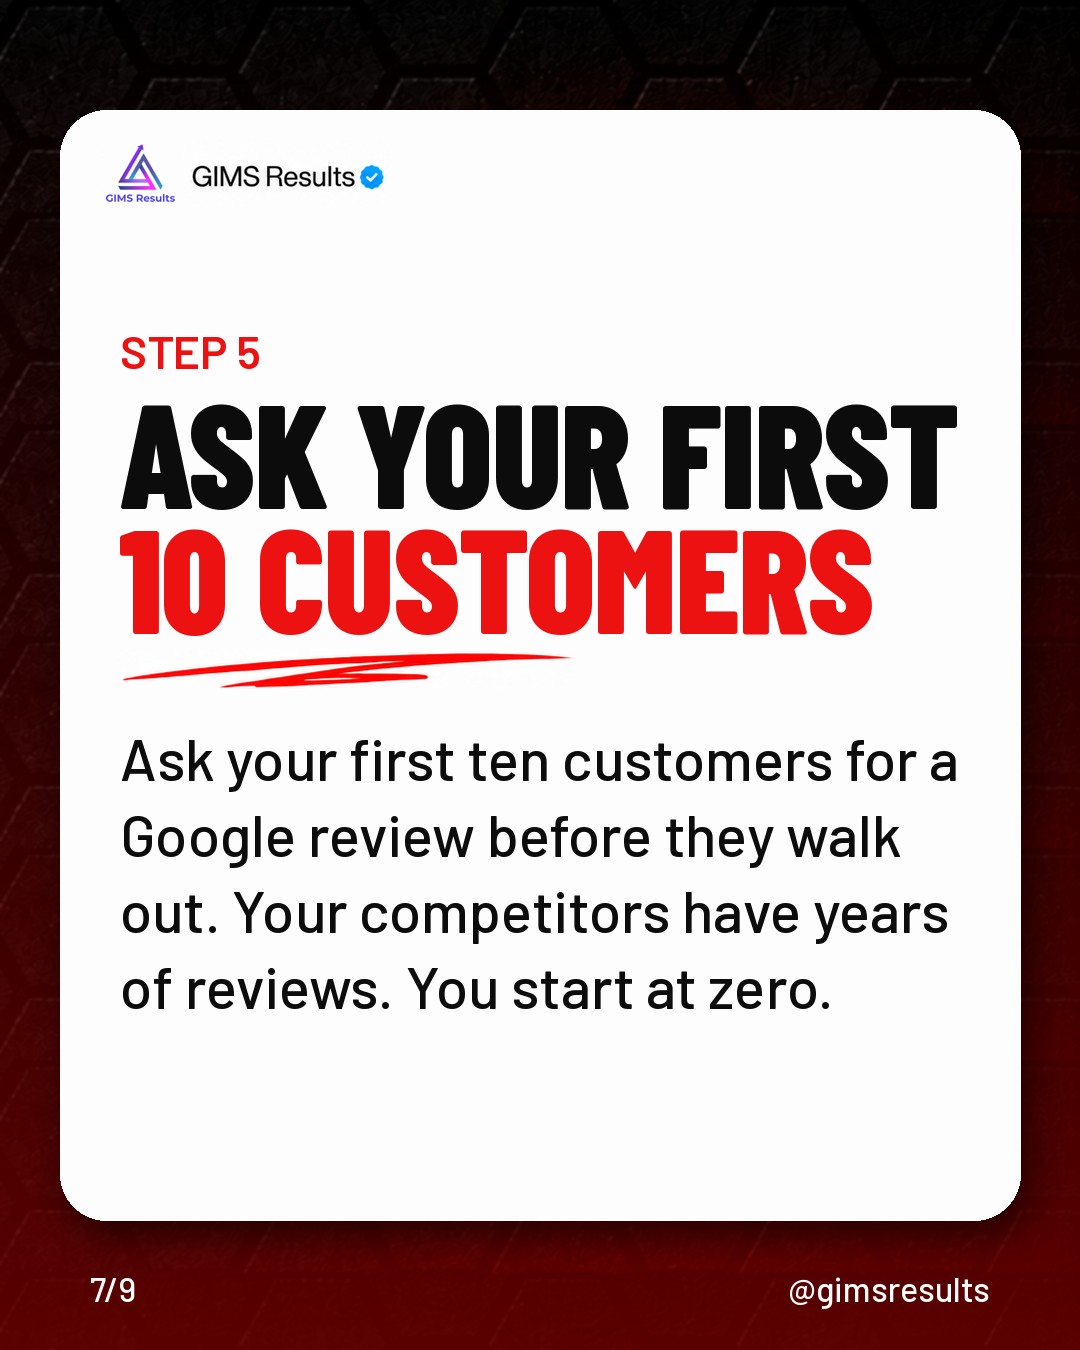 GIMS Results
GIMS Results
STEP 5
ASK YOUR FIRST
10 CUSTOMERS
Ask your first ten customers for a
Google review before they walk
out. Your competitors have years
of reviews. You start at zero.
7/9
@gimsresults